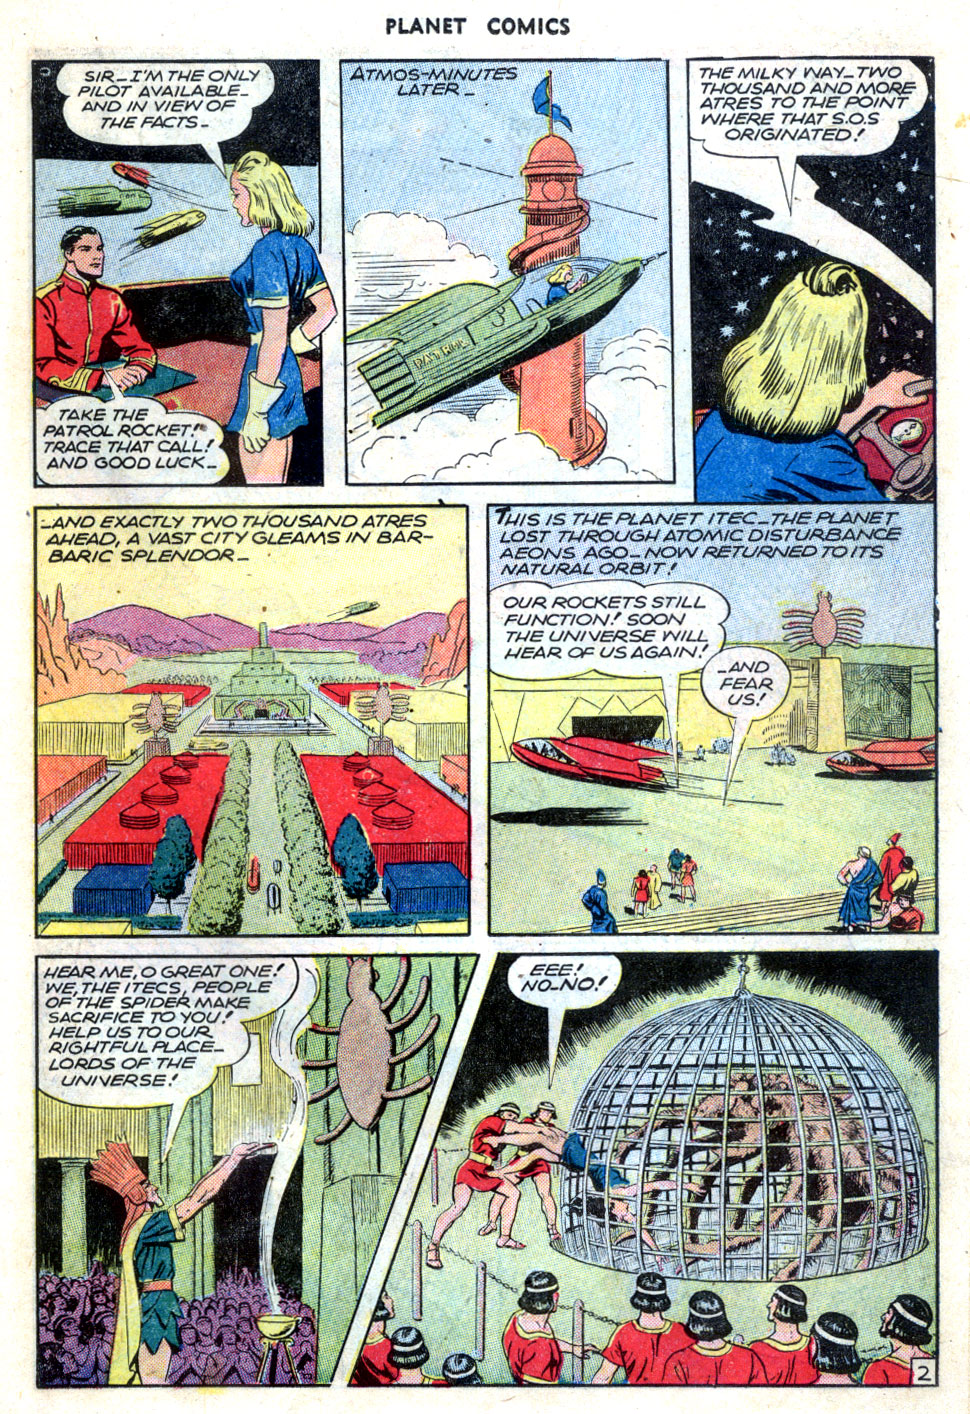 PLANET COMICS
SIR—I'M THE ONLY
PILOT AVAILABLE—
AND IN VIEW OF
THE FACTS—
TAKE THE
PATROL ROCKET!
TRACE THAT CALL!
AND GOOD LUCK—
ATMOS-MINUTES
LATER—
PATROL
THE MILKY WAY—TWO
THOUSAND AND MORE
ATRES TO THE POINT
WHERE THAT S.O.S
ORIGINATED!
—AND EXACTLY TWO THOUSAND ATRES
AHEAD, A VAST CITY GLEAMS IN BAR-
BARIC SPLENDOR—
THIS IS THE PLANET ITEC—THE PLANET
LOST THROUGH ATOMIC DISTURBANCE
AEONS AGO—NOW RETURNED TO ITS
NATURAL ORBIT!
OUR ROCKETS STILL
FUNCTION! SOON
THE UNIVERSE WILL
HEAR OF US AGAIN!
—AND
FEAR
US!
HEAR ME, O GREAT ONE!
WE, THE ITECS, PEOPLE
OF THE SPIDER, MAKE
SACRIFICE TO YOU!
HELP US TO OUR
RIGHTFUL PLACE—
LORDS OF THE
UNIVERSE!
EEE!
NO—NO!
2